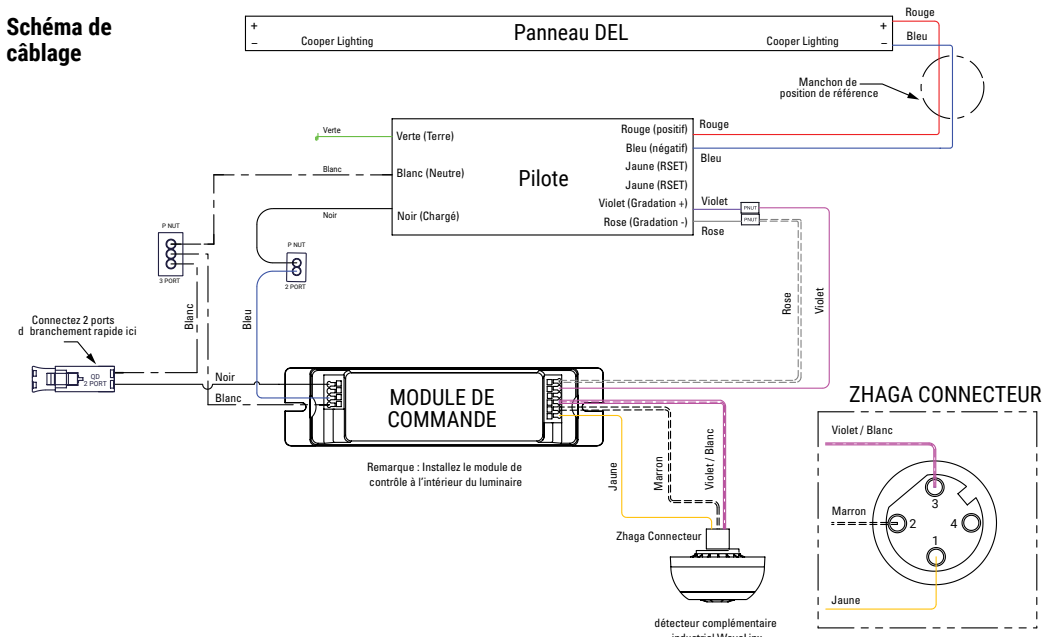 Schéma de
câblage
+
–
Cooper Lighting
Panneau DEL
Cooper Lighting
+
–
Rouge
Bleu
Manchon de
position de référence
Verte
Verte (Terre)
Blanc
Blanc (Neutre)
Noir
Noir (Chargé)
Pilote
Rouge (positif)
Bleu (négatif)
Jaune (RSET)
Jaune (RSET)
Violet (Gradation +)
Rose (Gradation -)
Rouge
Bleu
Violet
Rose
PNUT
PNUT
P NUT
3 PORT
P NUT
2 PORT
Blanc
Bleu
Rose
Violet
Connectez 2 ports
d branchement rapide ici
QD
2 PORT
Noir
Blanc
MODULE DE
COMMANDE
Remarque : Installez le module de
contrôle à l'intérieur du luminaire
Jaune
Marron
Violet / Blanc
Zhaga Connecteur
détecteur complémentaire
industriel WaveLinx
ZHAGA CONNECTEUR
Violet / Blanc
Marron
Jaune
3
2
4
1